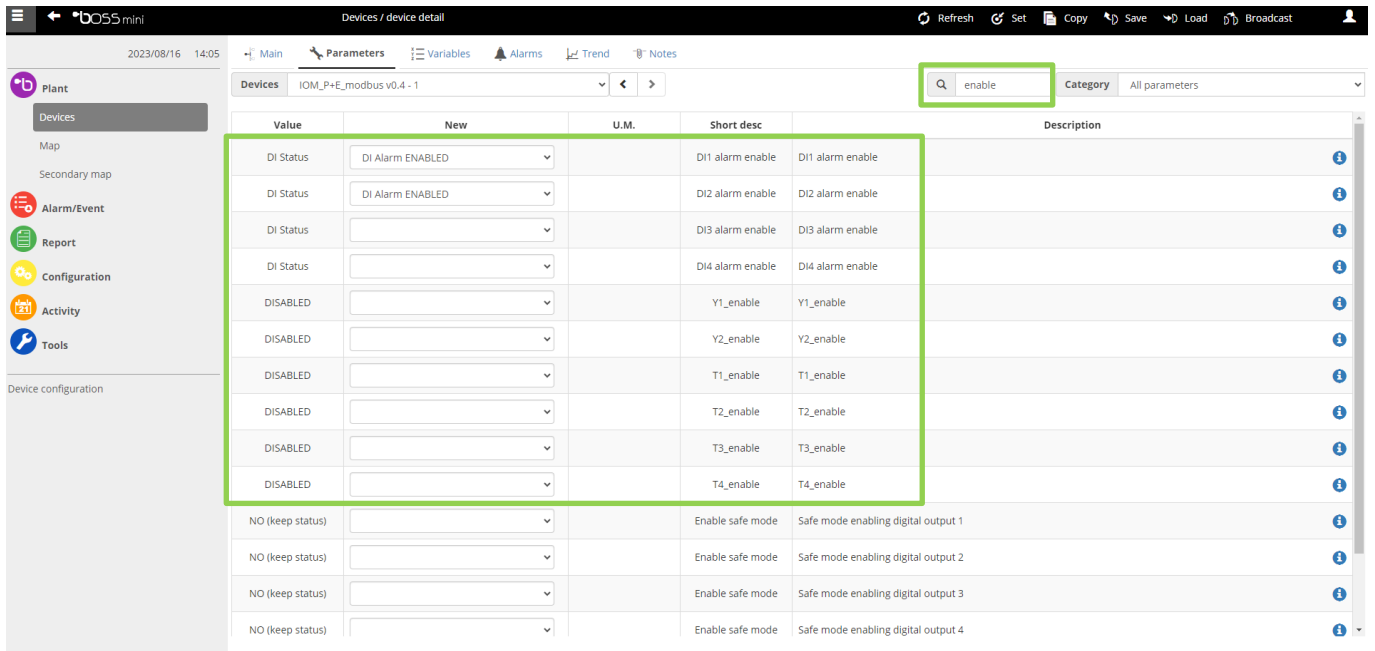 boss mini Devices / device detail Refresh Set Copy Save Load Broadcast
2023/08/16 14:05 Main Parameters Variables Alarms Trend Notes
Plant Devices IOM_P+E_modbus v0.4 - 1 enable Category All parameters
Devices Value New U.M. Short desc Description
Map DI Status DI Alarm ENABLED DI1 alarm enable DI1 alarm enable
Secondary map DI Status DI Alarm ENABLED DI2 alarm enable DI2 alarm enable
Alarm/Event DI Status DI3 alarm enable DI3 alarm enable
Report DI Status DI4 alarm enable DI4 alarm enable
Configuration DISABLED Y1_enable Y1_enable
21 Activity DISABLED Y2_enable Y2_enable
Tools DISABLED T1_enable T1_enable
Device configuration DISABLED T2_enable T2_enable
DISABLED T3_enable T3_enable
DISABLED T4_enable T4_enable
NO (keep status) Enable safe mode Safe mode enabling digital output 1
NO (keep status) Enable safe mode Safe mode enabling digital output 2
NO (keep status) Enable safe mode Safe mode enabling digital output 3
NO (keep status) Enable safe mode Safe mode enabling digital output 4